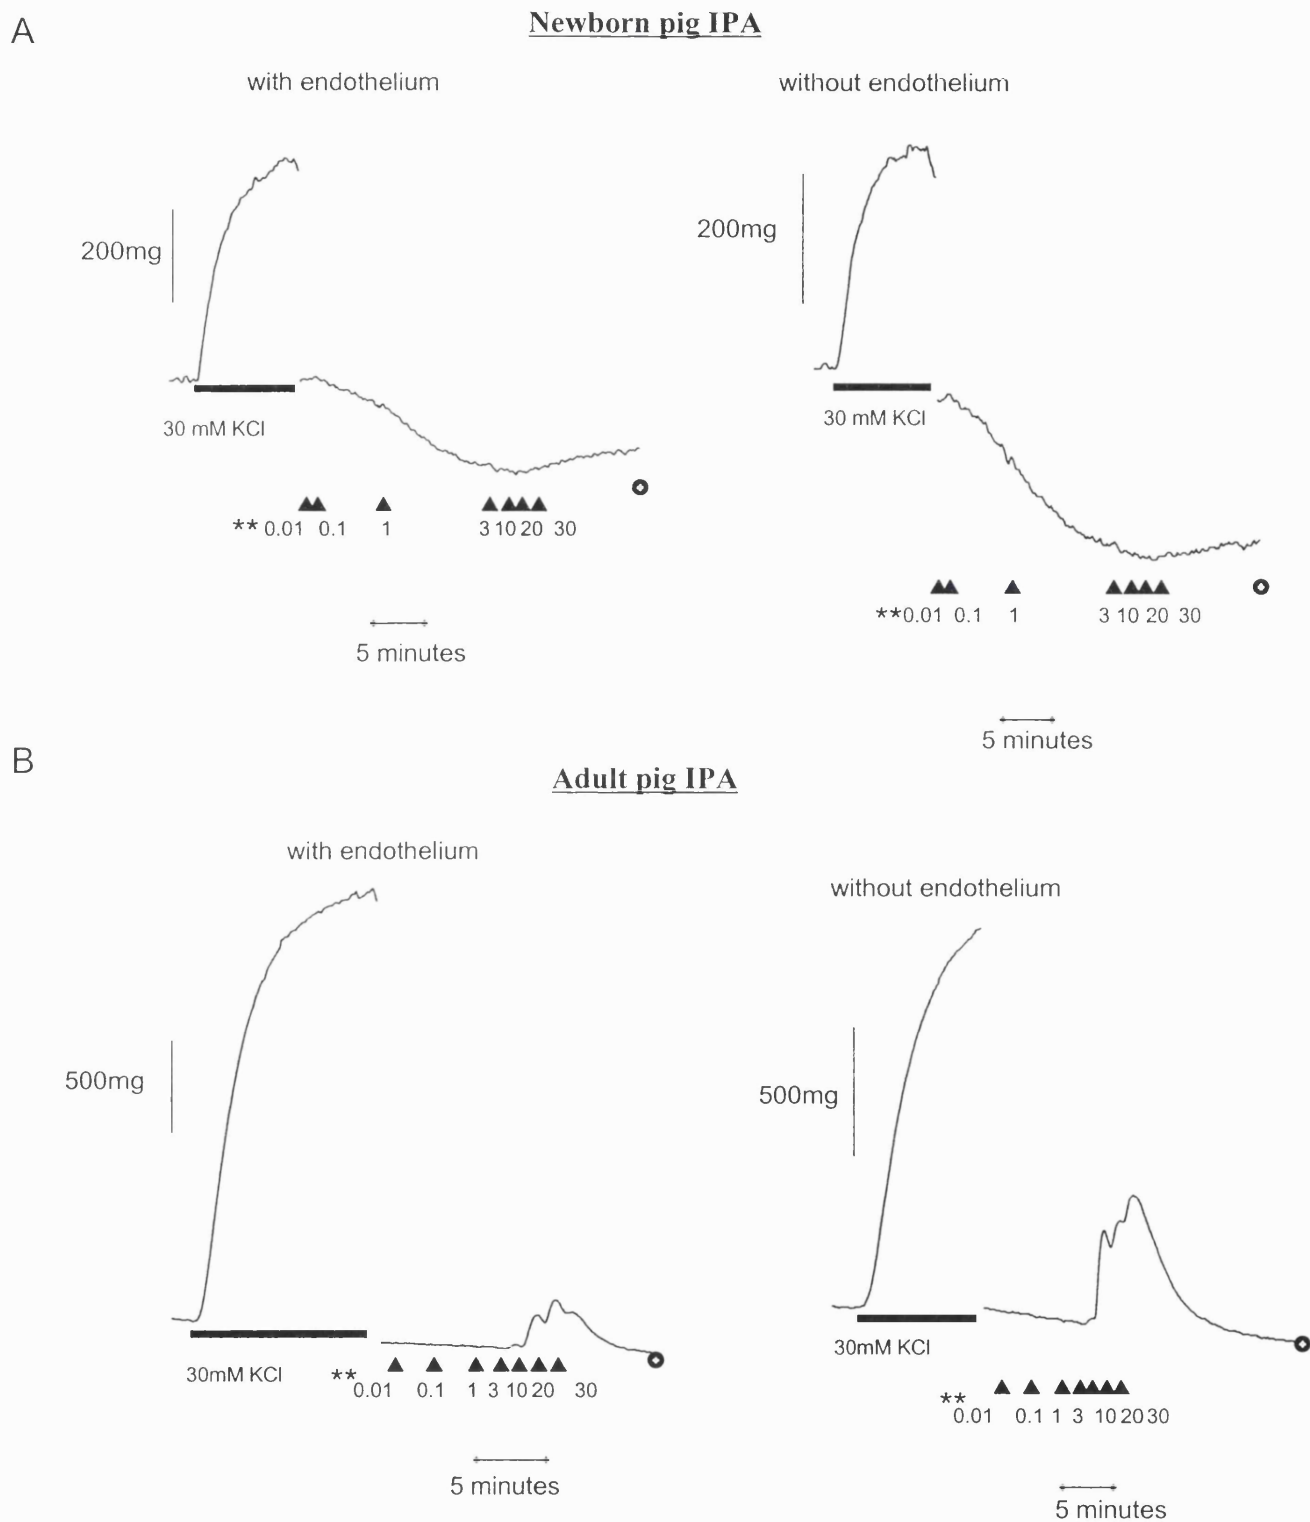 A
Newborn pig IPA
with endothelium
without endothelium
200mg
200mg
30 mM KCl
30 mM KCl
** 0.01 0.1 1 3 10 20 30
**0.01 0.1 1 3 10 20 30
5 minutes
5 minutes
B
Adult pig IPA
with endothelium
without endothelium
500mg
500mg
30mM KCl
30mM KCl
** 0.01 0.1 1 3 10 20 30
** 0.01 0.1 1 3 10 20 30
5 minutes
5 minutes